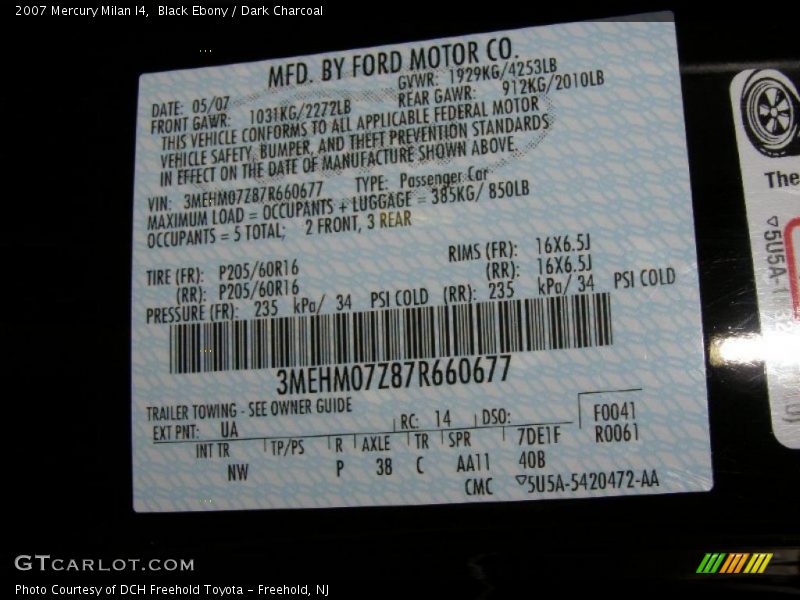 2007 Mercury Milan I4,  Black Ebony / Dark Charcoal
MFD. BY FORD MOTOR CO.
DATE: 05/07 GVWR: 1929KG/4253LB
FRONT GAWR: 1031KG/2272LB REAR GAWR: 912KG/2010LB
THIS VEHICLE CONFORMS TO ALL APPLICABLE FEDERAL MOTOR
VEHICLE SAFETY, BUMPER, AND THEFT PREVENTION STANDARDS
IN EFFECT ON THE DATE OF MANUFACTURE SHOWN ABOVE.
VIN: 3MEHM07Z87R660677 TYPE: Passenger Car
MAXIMUM LOAD = OCCUPANTS + LUGGAGE = 385KG/ 850LB
OCCUPANTS = 5 TOTAL; 2 FRONT, 3 REAR
TIRE (FR): P205/60R16 RIMS (FR): 16X6.5J
(RR): P205/60R16 (RR): 16X6.5J
PRESSURE (FR): 235 kPa/ 34 PSI COLD (RR): 235 kPa/ 34 PSI COLD
3MEHM07Z87R660677
TRAILER TOWING - SEE OWNER GUIDE
EXT PNT: UA RC: 14 DSO: F0041
INT TR TP/PS R AXLE TR SPR 7DE1F R0061
NW P 38 C AA11 40B
CMC ▽5U5A-5420472-AA
The
▽5U5A-
GTCARLOT.COM
Photo Courtesy of DCH Freehold Toyota - Freehold, NJ